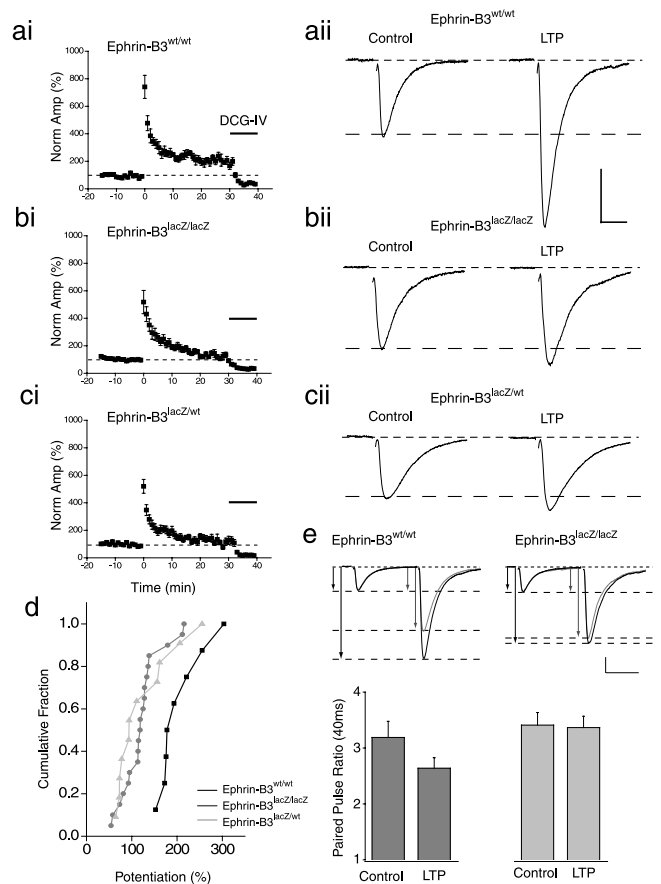 ai
Ephrin-B3wt/wt
1000
800
600
400
200
0
Norm Amp (%)
DCG-IV
-20 -10 0 10 20 30 40
aii
Ephrin-B3wt/wt
Control
LTP
bi
Ephrin-B3lacZ/lacZ
1000
800
600
400
200
0
Norm Amp (%)
-20 -10 0 10 20 30 40
bii
Ephrin-B3lacZ/lacZ
Control
LTP
ci
Ephrin-B3lacZ/wt
1000
800
600
400
200
0
Norm Amp (%)
-20 -10 0 10 20 30 40
Time (min)
cii
Ephrin-B3lacZ/wt
Control
LTP
d
1.0
0.8
0.6
0.4
0.2
0.0
Cumulative Fraction
Ephrin-B3wt/wt
Ephrin-B3lacZ/lacZ
Ephrin-B3lacZ/wt
0 100 200 300
Potentiation (%)
e
Ephrin-B3wt/wt
Ephrin-B3lacZ/lacZ
Paired Pulse Ratio (40ms)
3
2
1
Control LTP
Control LTP